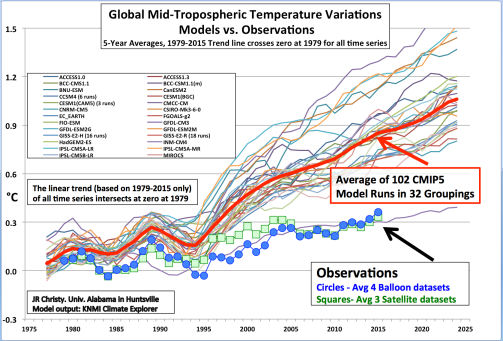 Global Mid-Tropospheric Temperature Variations
Models vs. Observations
5-Year Averages, 1979-2015 Trend line crosses zero at 1979 for all time series
1.5
1.2
0.9
0.6
0.3
0.0
-0.3
°C
ACCESS1.0
ACCESS1.3
BCC-CMS1.1
BCC-CSM1.1(m)
BNU-ESM
CanESM2
CCSM4 (6 runs)
CESM1(BGC)
CESM1(CAM5) (3 runs)
CMCC-CM
CNRM-CM5
CSIRO-Mk3-6-0
EC_EARTH
FGOALS-g2
FIO-ESM
GFDL-CM3
GFDL-ESM2G
GFDL-ESM2M
GISS-E2-H (16 runs)
GISS-E2-R (18 runs)
HadGEM2-ES
INM-CM4
IPSL-CM5A-LR
IPSL-CM5A-MR
IPSL-CM5B-LR
MIROC5
The linear trend (based on 1979-2015 only)
of all time series intersects at zero at 1979
Average of 102 CMIP5
Model Runs in 32 Groupings
Observations
Circles - Avg 4 Balloon datasets
Squares- Avg 3 Satellite datasets
JR Christy. Univ. Alabama in Huntsville
Model output: KNMI Climate Explorer
1975
1980
1985
1990
1995
2000
2005
2010
2015
2020
2025